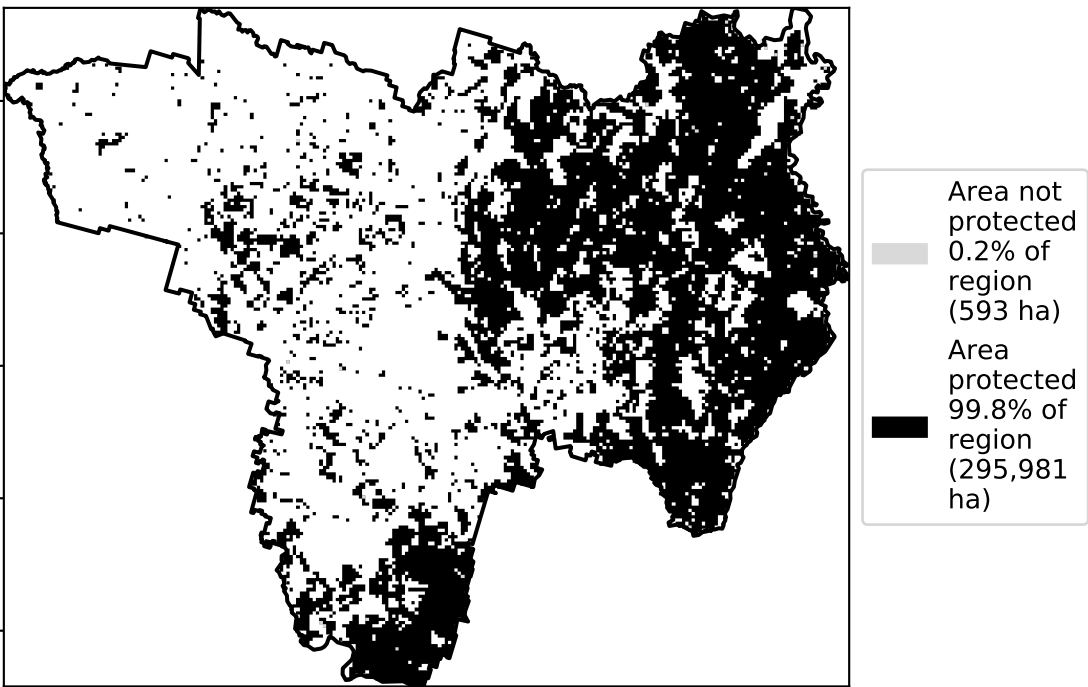 Area not
protected
0.2% of
region
(593 ha)
Area
protected
99.8% of
region
(295,981
ha)